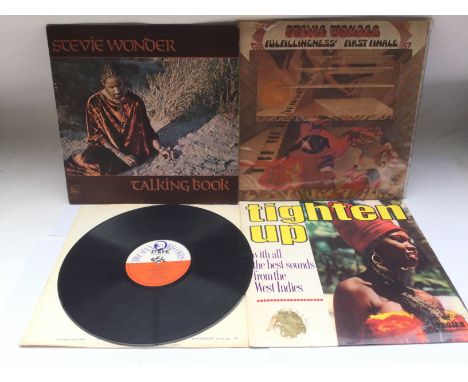 STEVIE WONDER
TALKING BOOK
STEVIE WONDER
FULFILLINGNESS' FIRST FINALE
tighten
up
with all
the best sounds
from the
West Indies
TROJAN